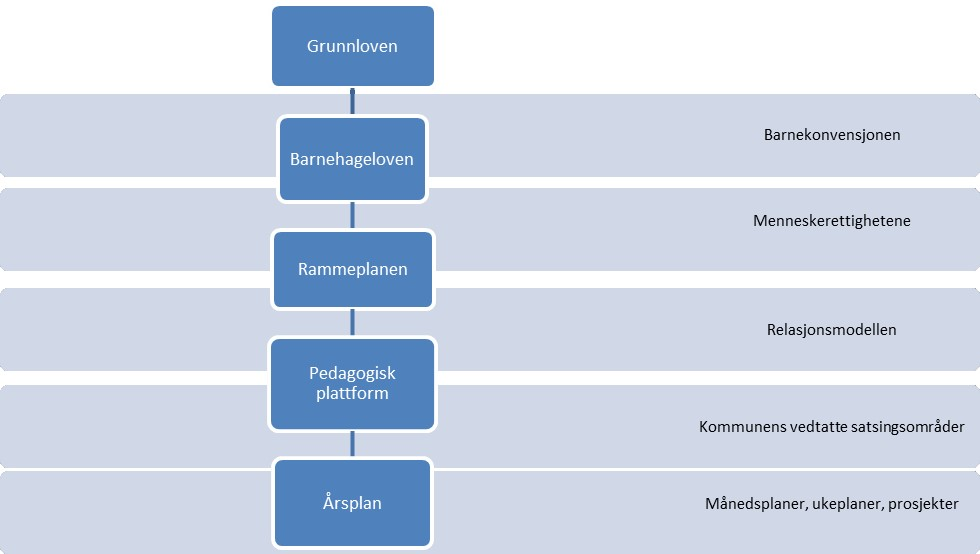 Grunnloven
Barnekonvensjonen
Barnehageloven
Menneskerettighetene
Rammeplanen
Relasjonsmodellen
Pedagogisk
plattform
Kommunens vedtatte satsingsområder
Årsplan
Månedsplaner, ukeplaner, prosjekter